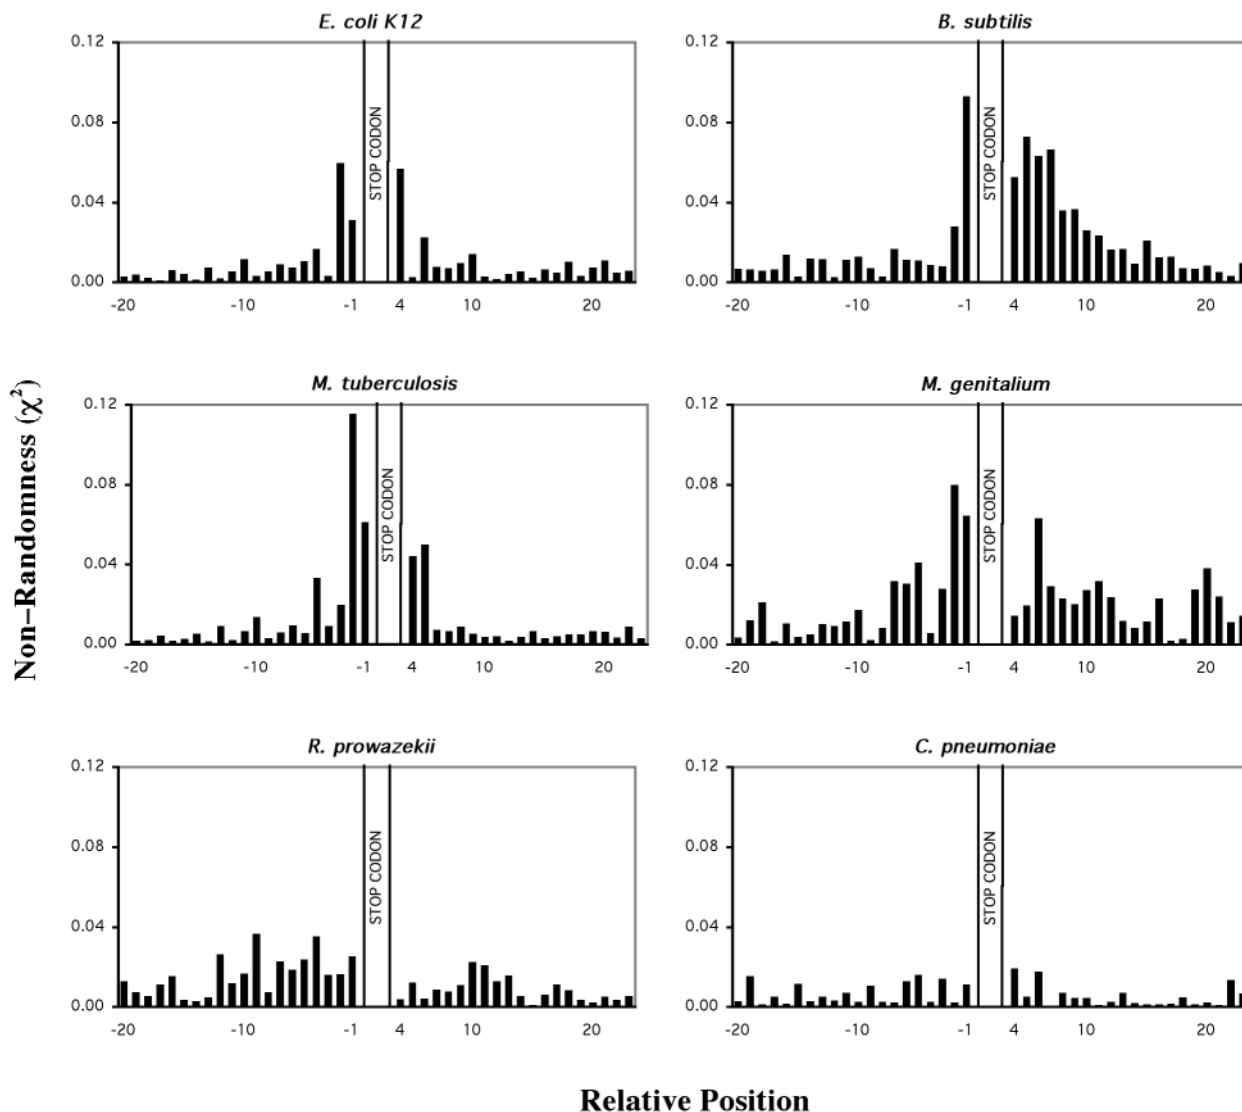 E. coli K12
B. subtilis
0.12
0.08
0.04
0.00
STOP CODON
-20 -10 -1 4 10 20
0.12
0.08
0.04
0.00
STOP CODON
-20 -10 -1 4 10 20
M. tuberculosis
M. genitalium
0.12
0.08
0.04
0.00
STOP CODON
-20 -10 -1 4 10 20
0.12
0.08
0.04
0.00
STOP CODON
-20 -10 -1 4 10 20
Non−Randomness (χ²)
R. prowazekii
C. pneumoniae
0.12
0.08
0.04
0.00
STOP CODON
-20 -10 -1 4 10 20
0.12
0.08
0.04
0.00
STOP CODON
-20 -10 -1 4 10 20
Relative Position